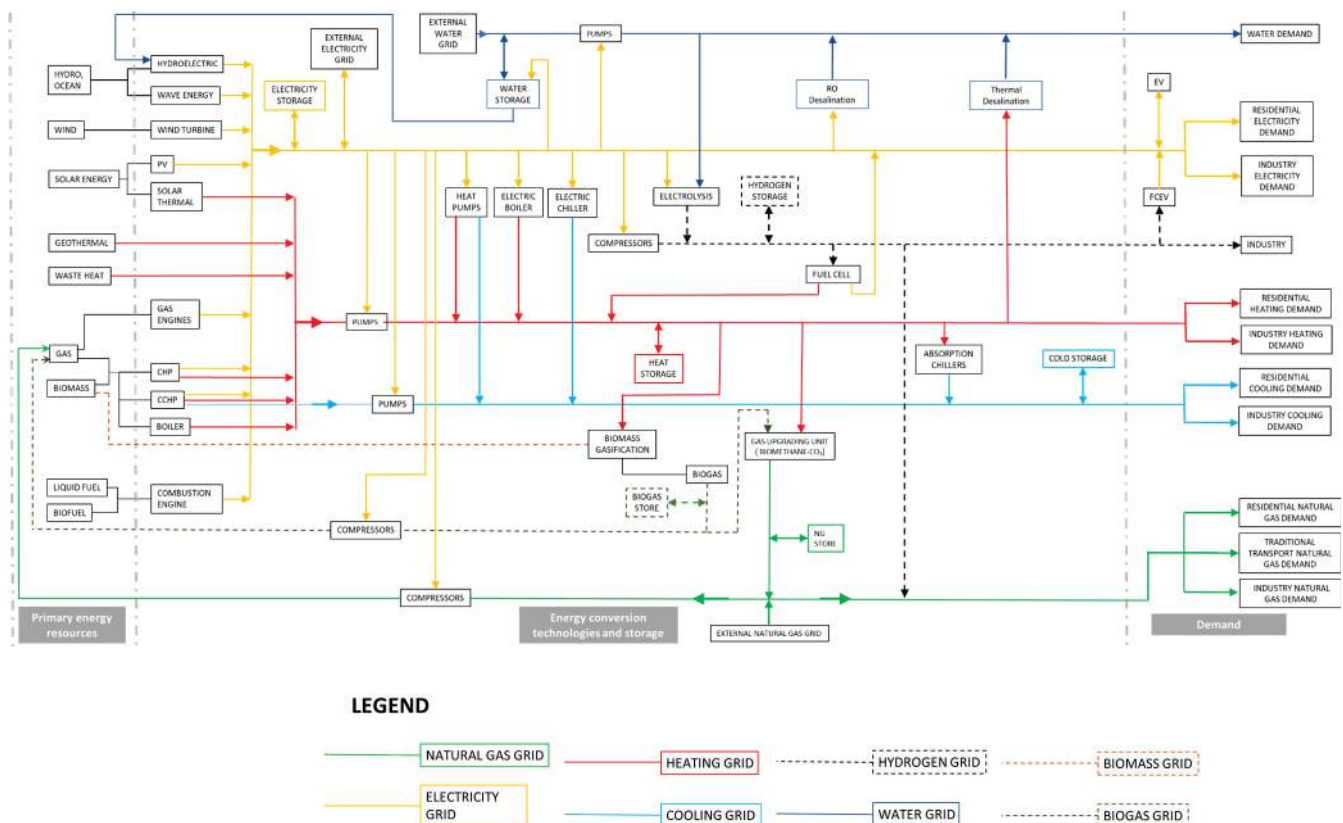 EXTERNAL
WATER
GRID
PUMPS
WATER DEMAND
EXTERNAL
ELECTRICITY
GRID
HYDROELECTRIC
HYDRO,
OCEAN
WAVE ENERGY
ELECTRICITY
STORAGE
WATER
STORAGE
RO
Desalination
Thermal
Desalination
EV
RESIDENTIAL
ELECTRICITY
DEMAND
WIND
WIND TURBINE
PV
SOLAR ENERGY
SOLAR
THERMAL
HEAT
PUMPS
ELECTRIC
BOILER
ELECTRIC
CHILLER
ELECTROLYSIS
HYDROGEN
STORAGE
FCEV
INDUSTRY
ELECTRICITY
DEMAND
GEOTHERMAL
COMPRESSORS
INDUSTRY
WASTE HEAT
FUEL CELL
GAS
ENGINES
PUMPS
RESIDENTIAL
HEATING DEMAND
INDUSTRY HEATING
DEMAND
GAS
HEAT
STORAGE
ABSORPTION
CHILLERS
COLD STORAGE
CHP
BIOMASS
CCHP
PUMPS
RESIDENTIAL
COOLING DEMAND
BOILER
INDUSTRY COOLING
DEMAND
BIOMASS
GASIFICATION
GAS UPGRADING UNIT
( BIOMETHANE-CO₂)
BIOGAS
LIQUID FUEL
BIOFUEL
COMBUSTION
ENGINE
BIOGAS
STORE
COMPRESSORS
NG
STORE
RESIDENTIAL NATURAL
GAS DEMAND
TRADITIONAL
TRANSPORT NATURAL
GAS DEMAND
COMPRESSORS
INDUSTRY NATURAL
GAS DEMAND
Primary energy
resources
Energy conversion
technologies and storage
EXTERNAL NATURAL GAS GRID
Demand
LEGEND
NATURAL GAS GRID
HEATING GRID
HYDROGEN GRID
BIOMASS GRID
ELECTRICITY
GRID
COOLING GRID
WATER GRID
BIOGAS GRID